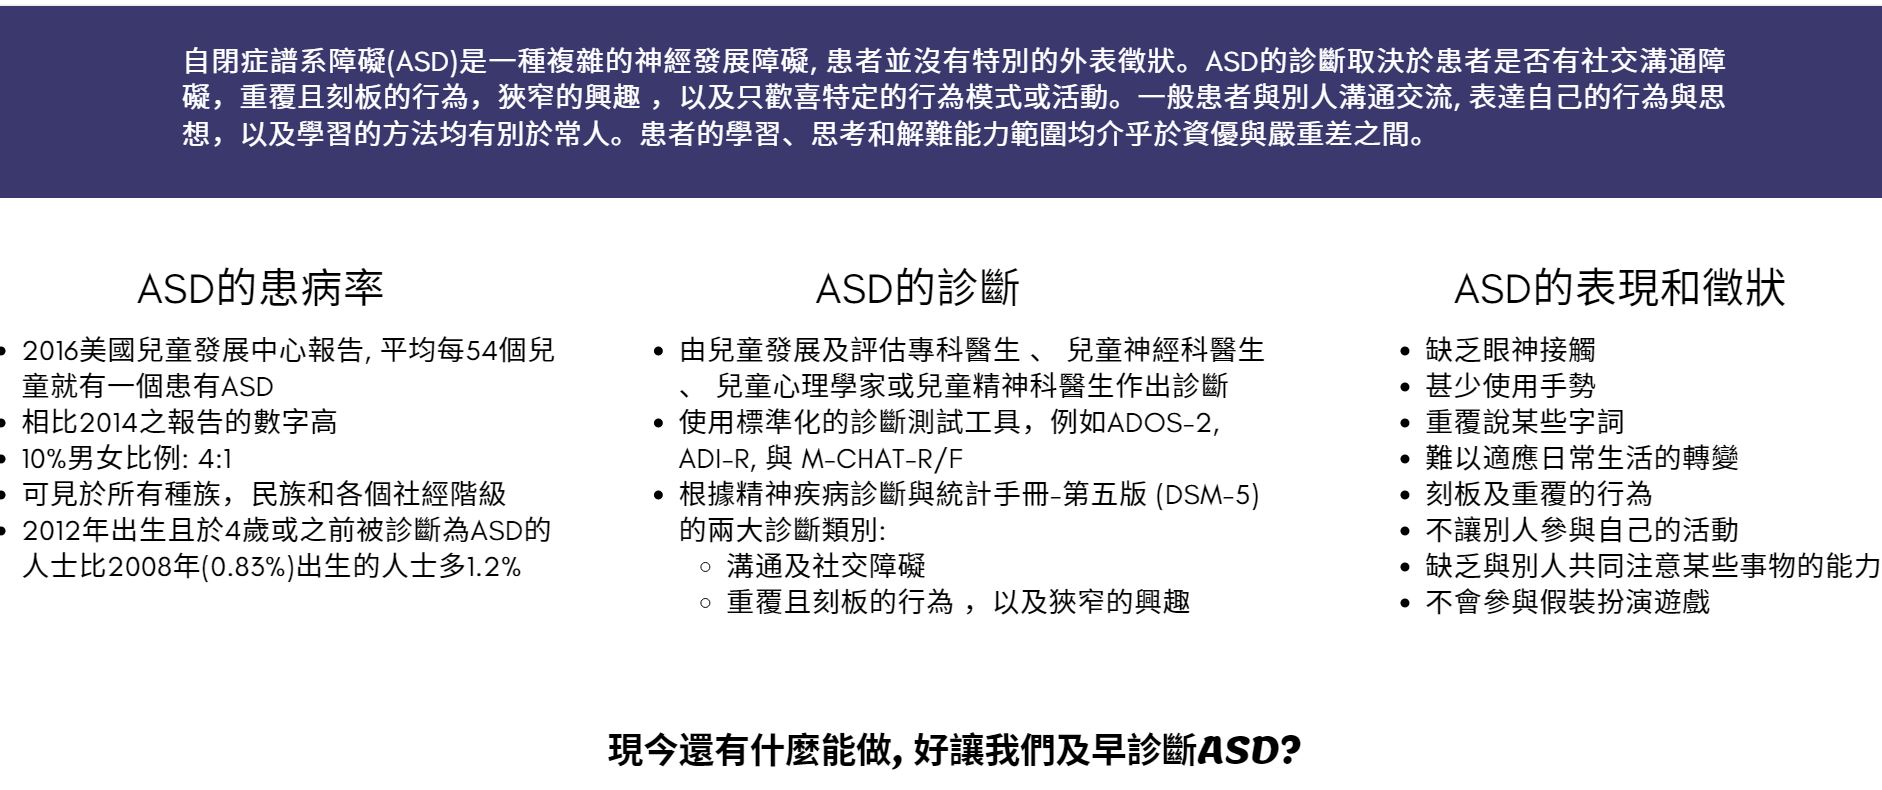 自閉症譜系障礙(ASD)是一種複雜的神經發展障礙, 患者並沒有特別的外表徵狀。ASD的診斷取決於患者是否有社交溝通障
礙，重覆且刻板的行為，狹窄的興趣 ，以及只歡喜特定的行為模式或活動。一般患者與別人溝通交流, 表達自己的行為與思
想，以及學習的方法均有別於常人。患者的學習、思考和解難能力範圍均介乎於資優與嚴重差之間。
ASD的患病率
• 2016美國兒童發展中心報告, 平均每54個兒
童就有一個患有ASD
• 相比2014之報告的數字高
• 10%男女比例: 4:1
• 可見於所有種族，民族和各個社經階級
• 2012年出生且於4歲或之前被診斷為ASD的
人士比2008年(0.83%)出生的人士多1.2%
ASD的診斷
• 由兒童發展及評估專科醫生 、 兒童神經科醫生
、 兒童心理學家或兒童精神科醫生作出診斷
• 使用標準化的診斷測試工具，例如ADOS-2,
ADI-R, 與 M-CHAT-R/F
• 根據精神疾病診斷與統計手冊-第五版 (DSM-5)
的兩大診斷類別:
◦ 溝通及社交障礙
◦ 重覆且刻板的行為 ，以及狹窄的興趣
ASD的表現和徵狀
• 缺乏眼神接觸
• 甚少使用手勢
• 重覆說某些字詞
• 難以適應日常生活的轉變
• 刻板及重覆的行為
• 不讓別人參與自己的活動
• 缺乏與別人共同注意某些事物的能力
• 不會參與假裝扮演遊戲
現今還有什麼能做, 好讓我們及早診斷ASD?